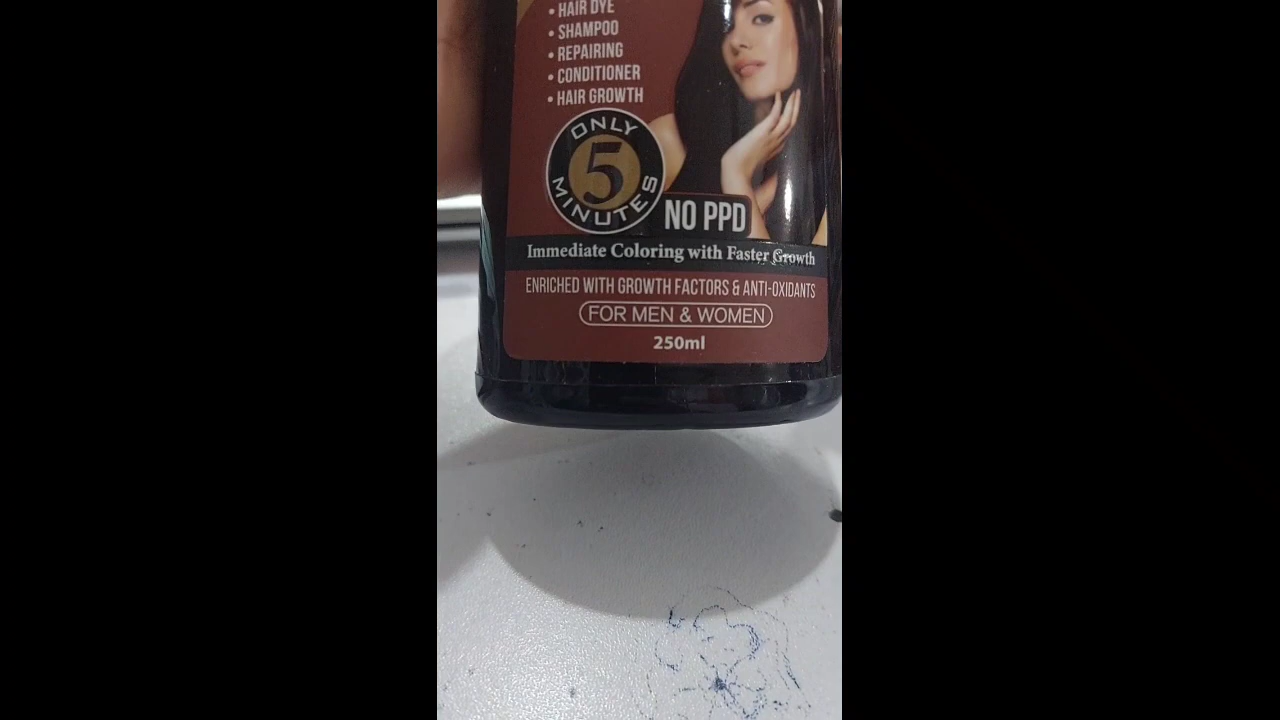 • HAIR DYE
• SHAMPOO
• REPAIRING
• CONDITIONER
• HAIR GROWTH
ONLY
5
MINUTES
NO PPD
Immediate Coloring with Faster Growth
ENRICHED WITH GROWTH FACTORS & ANTI-OXIDANTS
FOR MEN & WOMEN
250ml